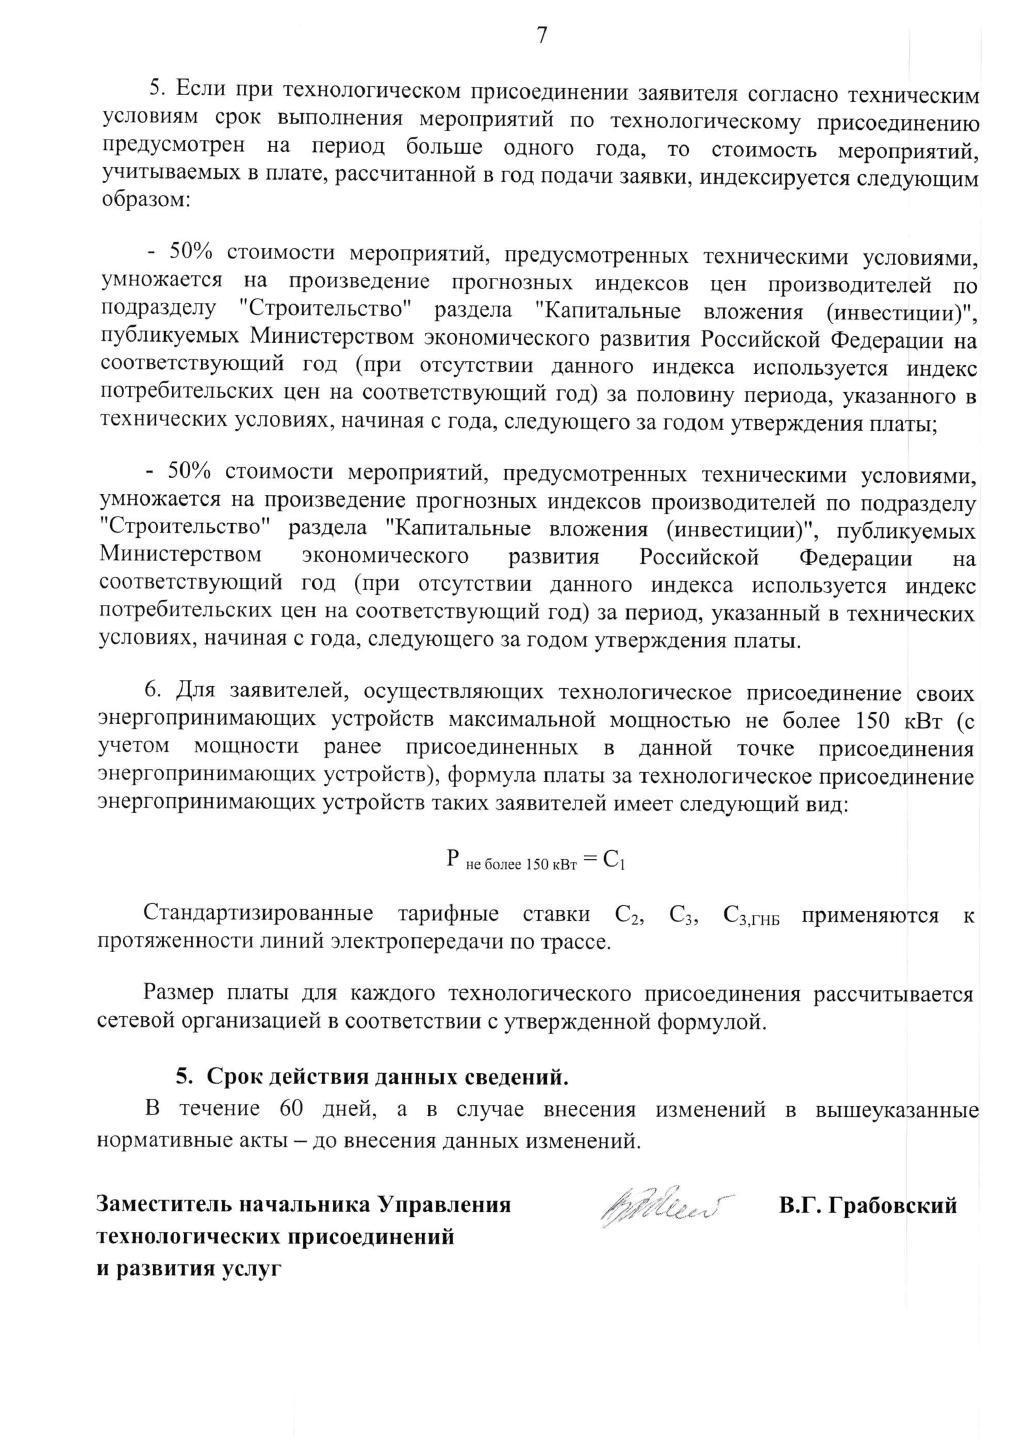 7
5. Если при технологическом присоединении заявителя согласно техническим
условиям срок выполнения мероприятий по технологическому присоединению
предусмотрен на период больше одного года, то стоимость мероприятий,
учитываемых в плате, рассчитанной в год подачи заявки, индексируется следующим
образом:
- 50% стоимости мероприятий, предусмотренных техническими условиями,
умножается на произведение прогнозных индексов цен производителей по
подразделу "Строительство" раздела "Капитальные вложения (инвестиции)",
публикуемых Министерством экономического развития Российской Федерации на
соответствующий год (при отсутствии данного индекса используется индекс
потребительских цен на соответствующий год) за половину периода, указанного в
технических условиях, начиная с года, следующего за годом утверждения платы;
- 50% стоимости мероприятий, предусмотренных техническими условиями,
умножается на произведение прогнозных индексов производителей по подразделу
"Строительство" раздела "Капитальные вложения (инвестиции)", публикуемых
Министерством экономического развития Российской Федерации на
соответствующий год (при отсутствии данного индекса используется индекс
потребительских цен на соответствующий год) за период, указанный в технических
условиях, начиная с года, следующего за годом утверждения платы.
6. Для заявителей, осуществляющих технологическое присоединение своих
энергопринимающих устройств максимальной мощностью не более 150 кВт (с
учетом мощности ранее присоединенных в данной точке присоединения
энергопринимающих устройств), формула платы за технологическое присоединение
энергопринимающих устройств таких заявителей имеет следующий вид:
Р не более 150 кВт = С₁
Стандартизированные тарифные ставки С₂, С₃, С₃,ГНБ применяются к
протяженности линий электропередачи по трассе.
Размер платы для каждого технологического присоединения рассчитывается
сетевой организацией в соответствии с утвержденной формулой.
5. Срок действия данных сведений.
В течение 60 дней, а в случае внесения изменений в вышеуказанные
нормативные акты – до внесения данных изменений.
Заместитель начальника Управления В.Г. Грабовский
технологических присоединений
и развития услуг